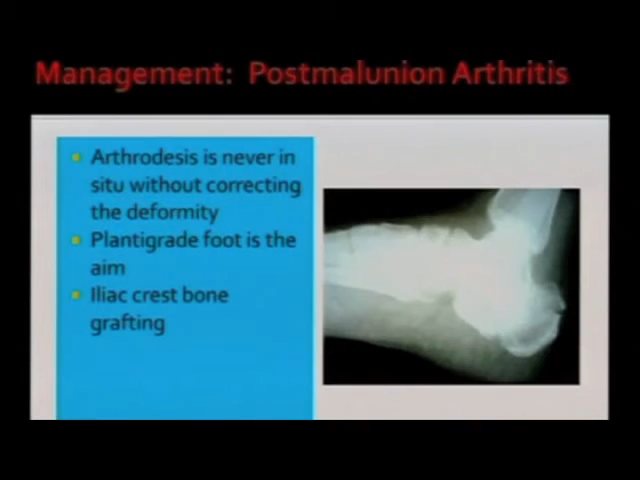 Management: Postmalunion Arthritis
Arthrodesis is never in
situ without correcting
the deformity
Plantigrade foot is the
aim
Iliac crest bone
grafting